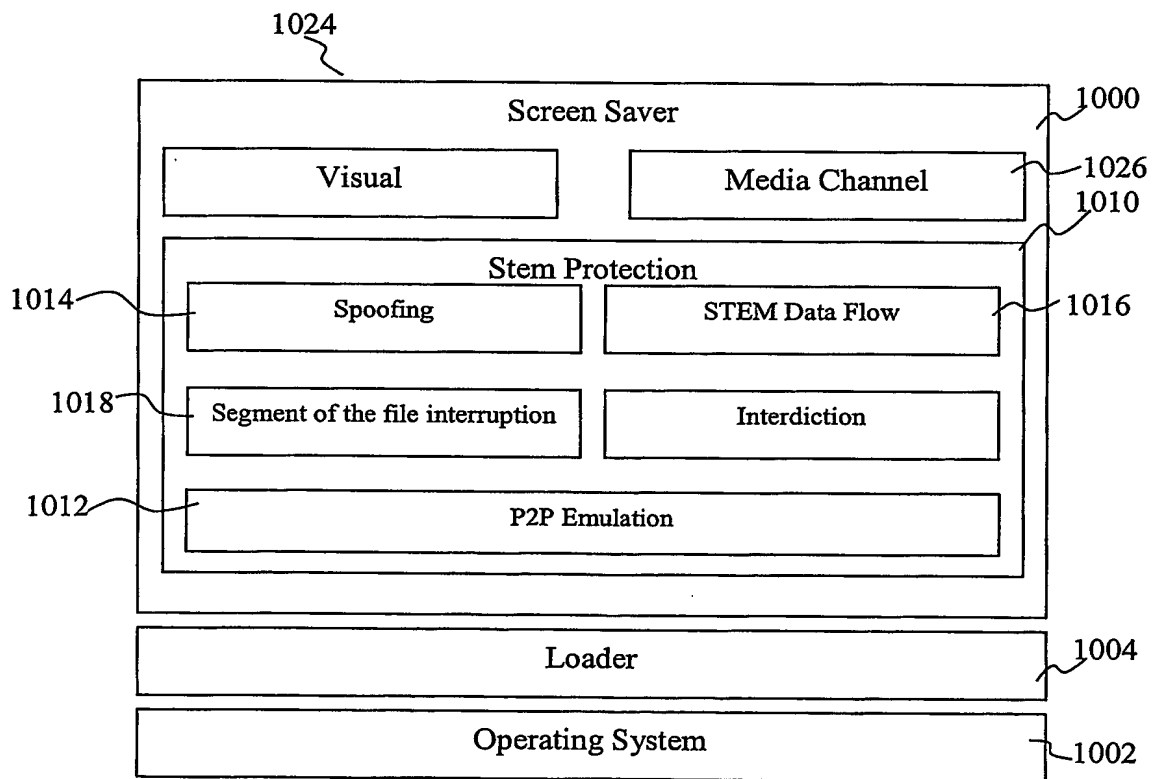 1024
Screen Saver
1000
Visual
Media Channel
1026
1010
Stem Protection
1014
Spoofing
STEM Data Flow
1016
1018
Segment of the file interruption
Interdiction
1012
P2P Emulation
Loader
1004
Operating System
1002